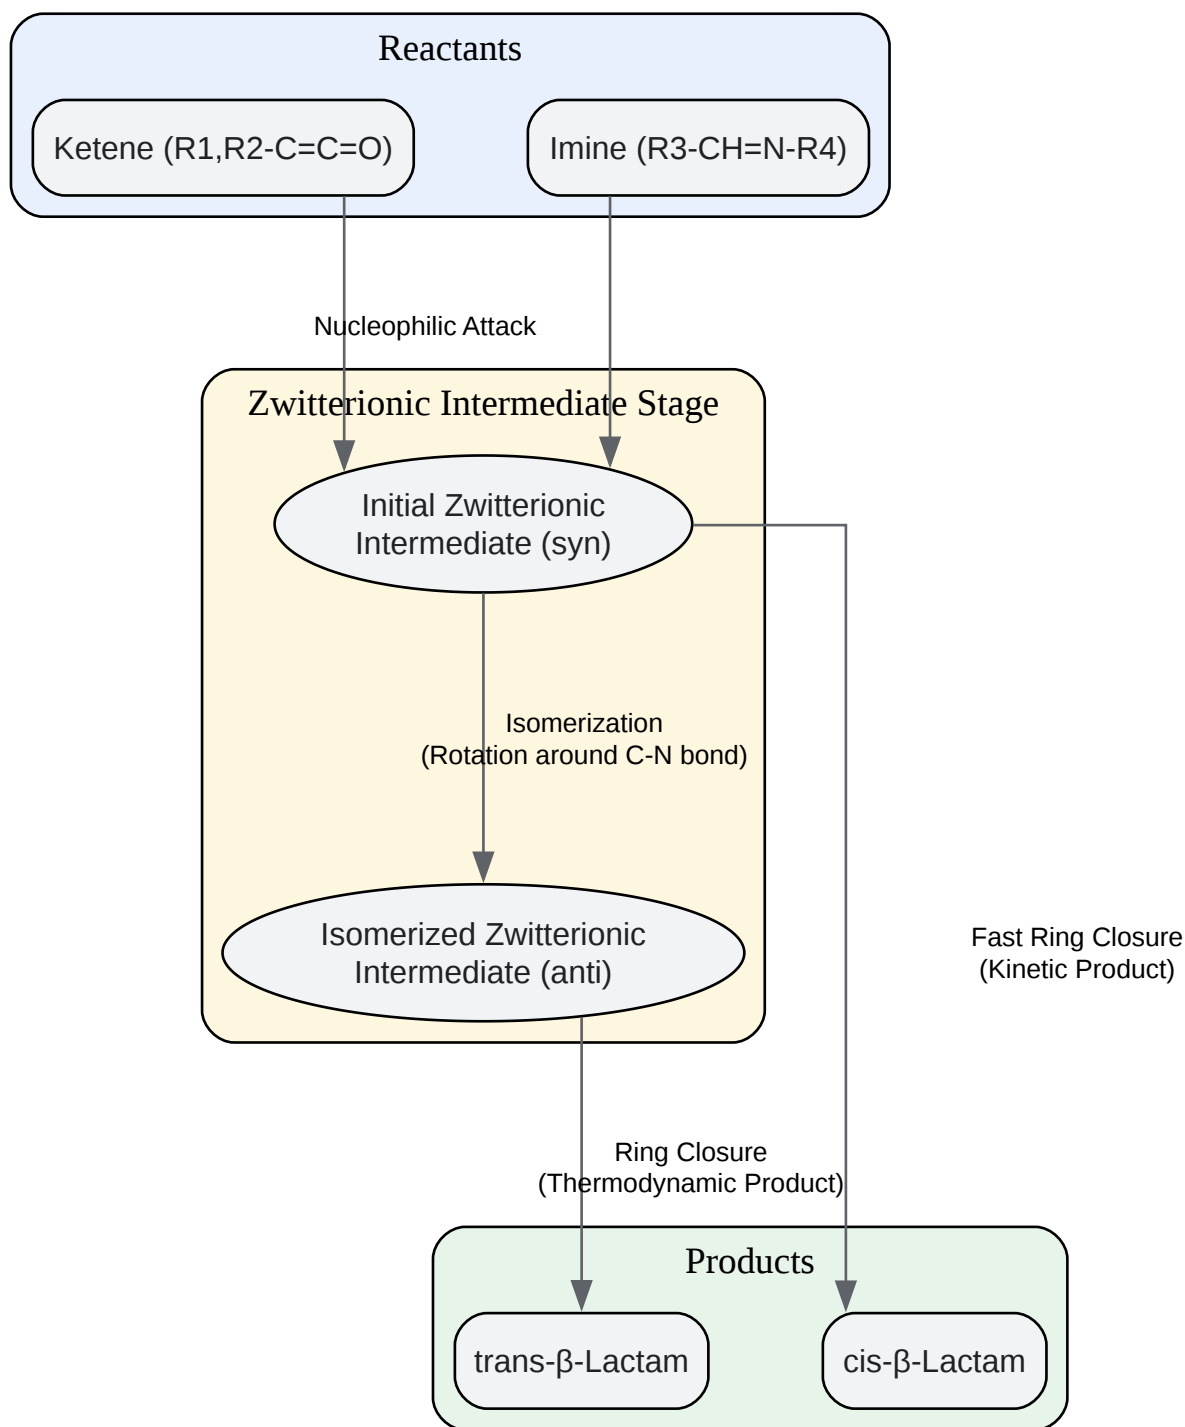 Reactants
Ketene (R1,R2-C=C=O)
Imine (R3-CH=N-R4)
Nucleophilic Attack
Zwitterionic Intermediate Stage
Initial Zwitterionic
Intermediate (syn)
Isomerization
(Rotation around C-N bond)
Isomerized Zwitterionic
Intermediate (anti)
Fast Ring Closure
(Kinetic Product)
Ring Closure
(Thermodynamic Product)
Products
trans-β-Lactam
cis-β-Lactam